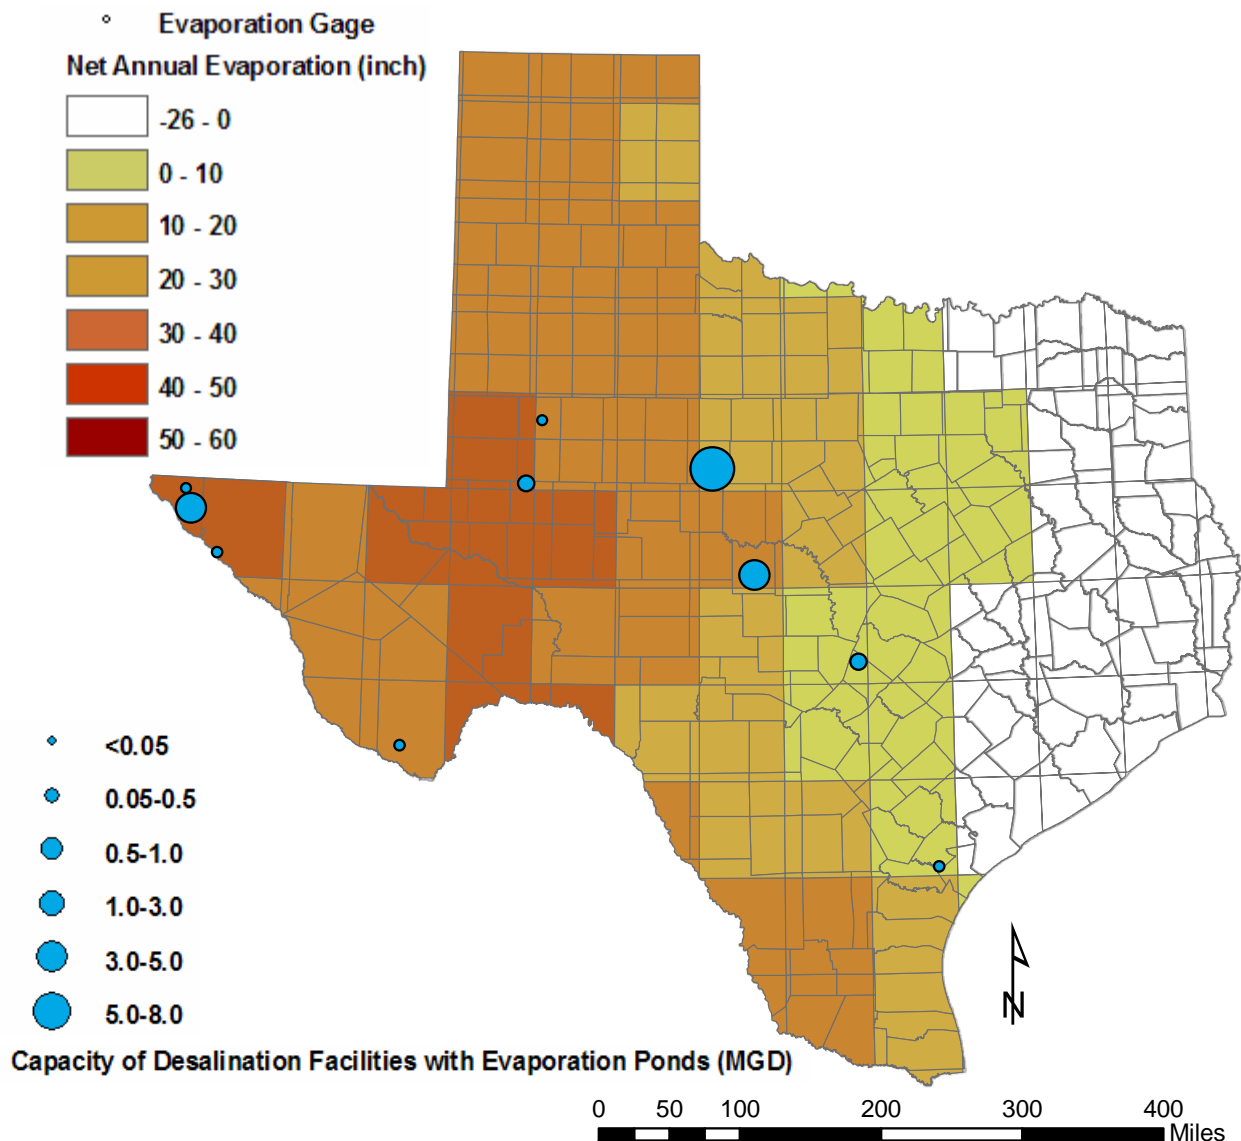 Evaporation Gage
Net Annual Evaporation (inch)
-26 - 0
0 - 10
10 - 20
20 - 30
30 - 40
40 - 50
50 - 60
<0.05
0.05-0.5
0.5-1.0
1.0-3.0
3.0-5.0
5.0-8.0
Capacity of Desalination Facilities with Evaporation Ponds (MGD)
N
0 50 100 200 300 400
Miles